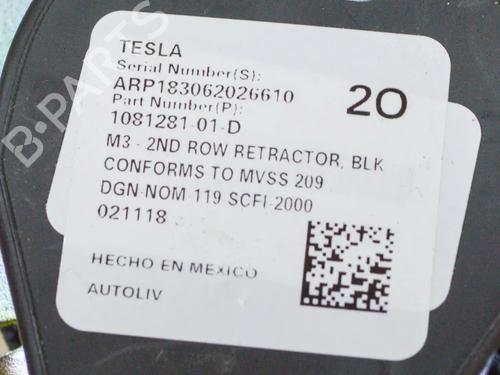 TESLA
Serial Number(S):
ARP183062026610
20
Part Number(P):
1081281-01-D
M3 - 2ND ROW RETRACTOR, BLK
CONFORMS TO MVSS 209
DGN-NOM-119 SCFI-2000
021118
HECHO EN MEXICO
AUTOLIV
B-PARTS